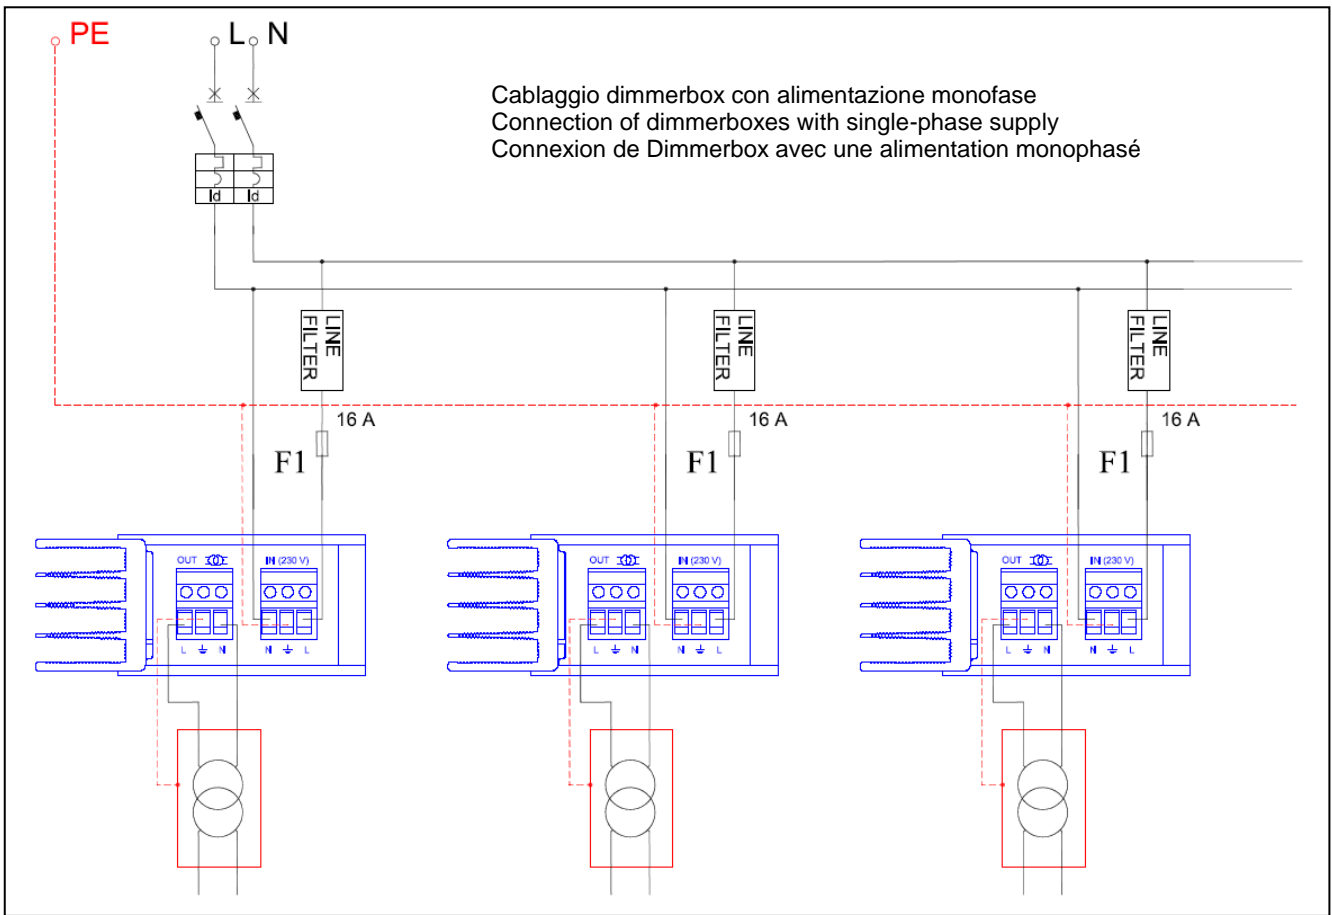 PE L N
Cablaggio dimmerbox con alimentazione monofase
Connection of dimmerboxes with single-phase supply
Connexion de Dimmerbox avec une alimentation monophasé
Id Id
LINE FILTER
LINE FILTER
LINE FILTER
16 A
16 A
16 A
F1
F1
F1
OUT IN (230 V)
OUT IN (230 V)
OUT IN (230 V)
L N N L
L N N L
L N N L